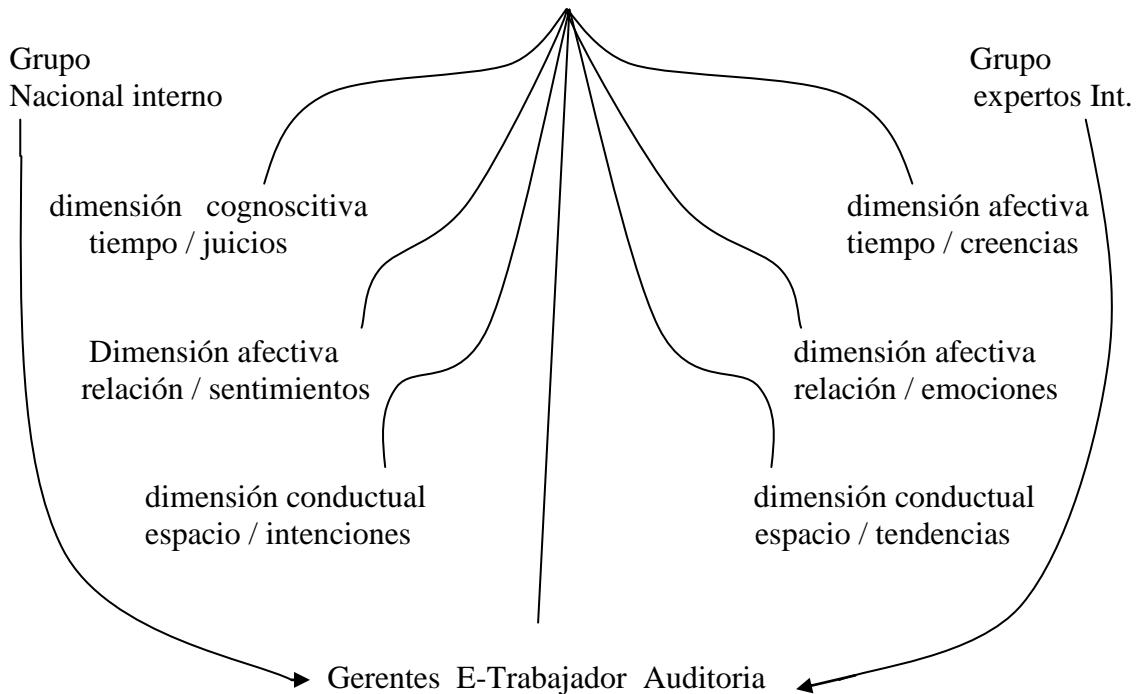 Grupo
Nacional interno
Grupo
expertos Int.
dimensión cognoscitiva
tiempo / juicios
dimensión afectiva
tiempo / creencias
Dimensión afectiva
relación / sentimientos
dimensión afectiva
relación / emociones
dimensión conductual
espacio / intenciones
dimensión conductual
espacio / tendencias
Gerentes E-Trabajador Auditoria